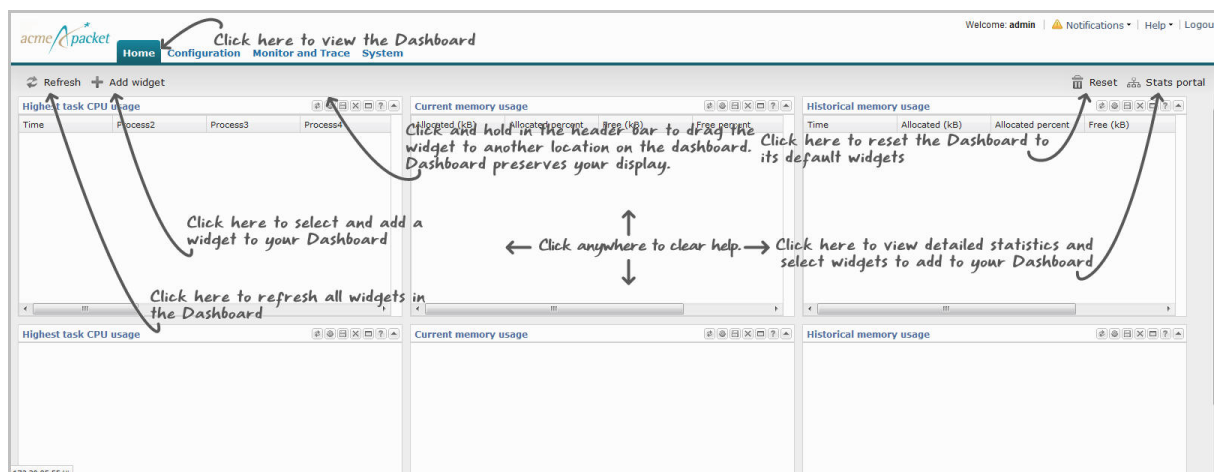 Welcome: admin | Notifications | Help | Logou
acme packet
Click here to view the Dashboard
Home Configuration Monitor and Trace System
Refresh Add widget Reset Stats portal
Highest task CPU usage
Time Process2 Process3 Process4
Current memory usage
Allocated (kB) Allocated percent Free (kB) Free percent
Historical memory usage
Time Allocated (kB) Allocated percent Free (kB)
Click and hold in the header bar to drag the
widget to another location on the dashboard.
Dashboard preserves your display.
Click here to reset the Dashboard to
its default widgets
Click here to select and add a
widget to your Dashboard
Click anywhere to clear help.
Click here to view detailed statistics and
select widgets to add to your Dashboard
Click here to refresh all widgets in
the Dashboard
Highest task CPU usage
Current memory usage
Historical memory usage